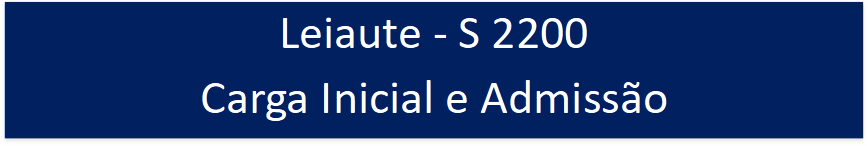 Leiaute - S 2200
Carga Inicial e Admissão